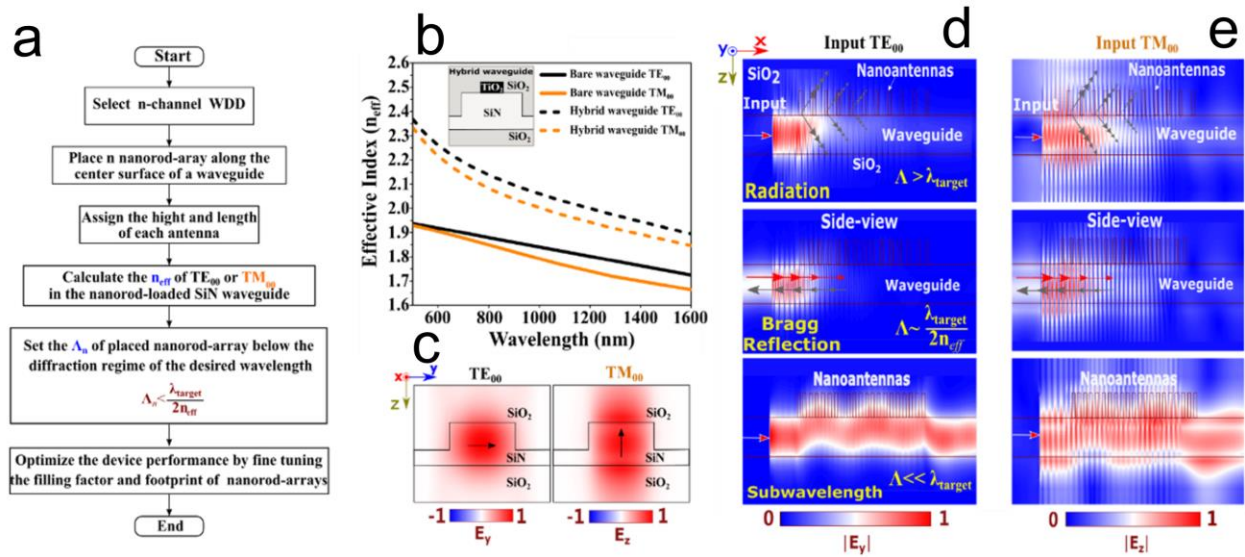 a
Start
Select n-channel WDD
Place n nanorod-aray along the
center surface of a waveguide
Assign the hight and length
of each antenna
Calculate the neff of TE00 or TM00
in the nanorod-loaded SiN waveguide
Set the Λn of placed nanorod-array below the
diffraction regime of the desired wavelength
Λn< λtarget
2neff
Optimize the device performance by fine tuning
the filling factor and footprint of nanorod-arrays
End
b
Effective Index (neff)
2.6
2.5
2.4
2.3
2.2
2.1
2.0
1.9
1.8
1.7
1.6
Hybrid waveguide
TiO2
SiO2
SiN
SiO2
Bare waveguide TE00
Bare waveguide TM00
Hybrid waveguide TE00
Hybrid waveguide TM00
600 800 1000 1200 1400 1600
Wavelength (nm)
c
x y
z
TE00
SiO2
SiN
SiO2
-1 1
Ey
TM00
SiO2
SiN
SiO2
-1 1
Ez
d
y x
z
Input TE00
SiO2
Nanoantennas
Input
Waveguide
SiO2
Radiation
Λ > λtarget
Side-view
Waveguide
Bragg
Reflection
Λ~ λtarget
2neff
Nanoantennas
Subwavelength
Λ<< λtarget
0 1
|Ey|
e
Input TM00
Nanoantennas
Input
Waveguide
Side-view
Waveguide
Nanoantennas
0 1
|Ez|